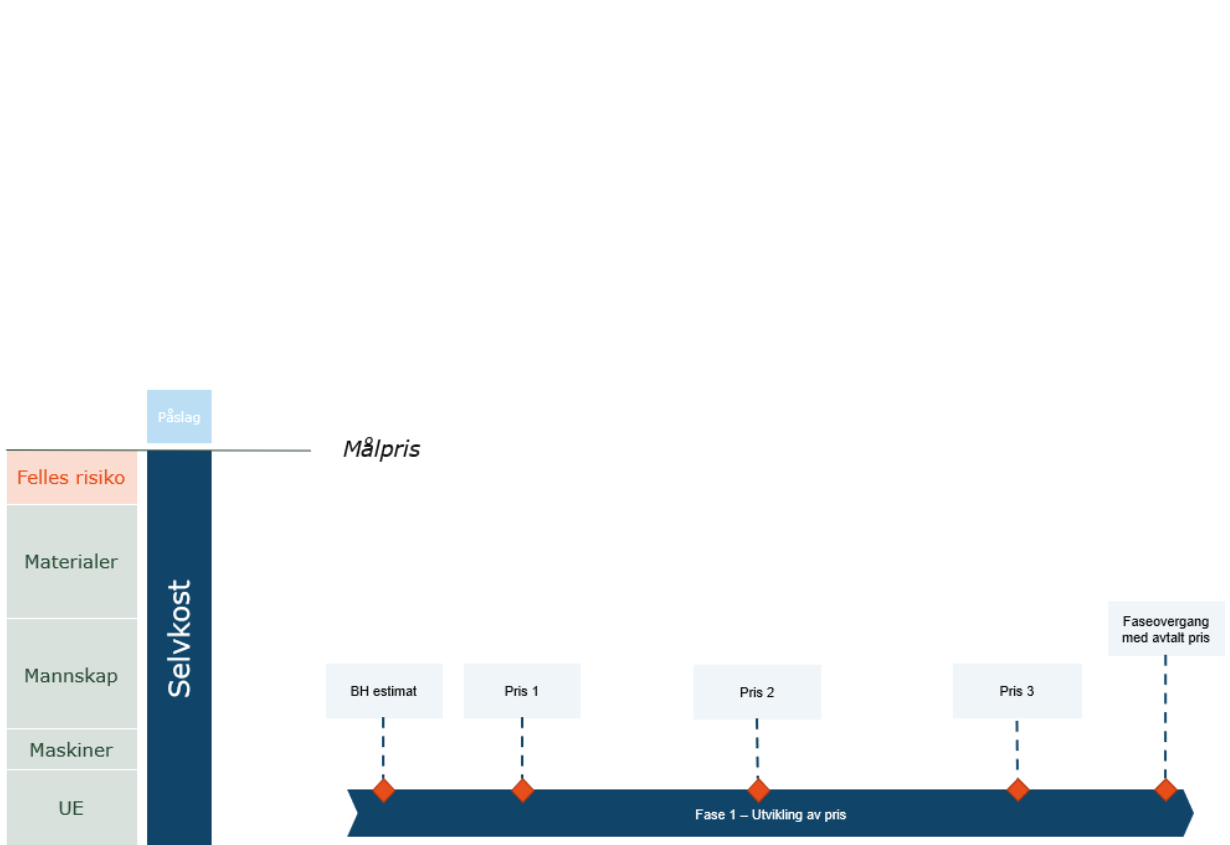 Påslag
Målpris
Felles risiko
Materialer
Mannskap
Maskiner
UE
Selvkost
BH estimat
Pris 1
Pris 2
Pris 3
Faseovergang
med avtalt pris
Fase 1 – Utvikling av pris